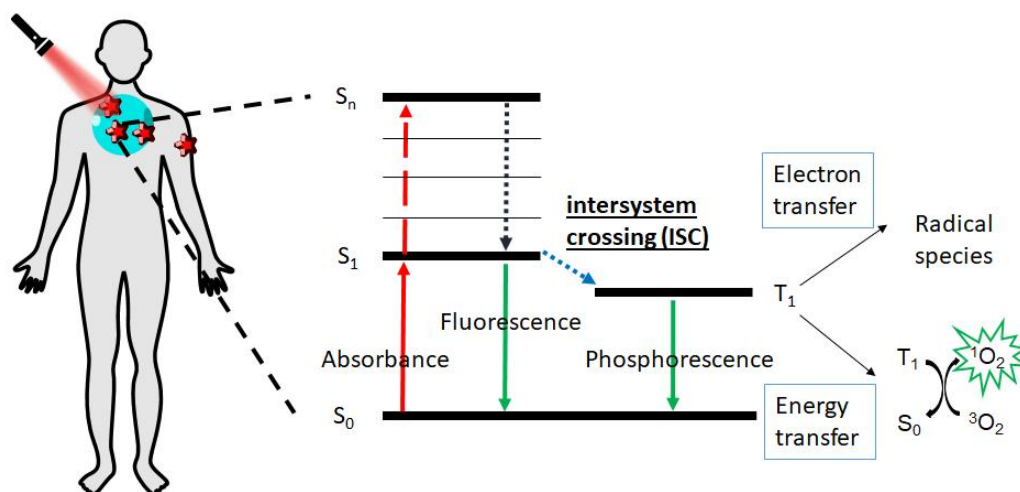 Sₙ
S₁
S₀
Absorbance
Fluorescence
intersystem
crossing (ISC)
T₁
Phosphorescence
Electron
transfer
Radical
species
Energy
transfer
T₁
¹O₂
S₀
³O₂